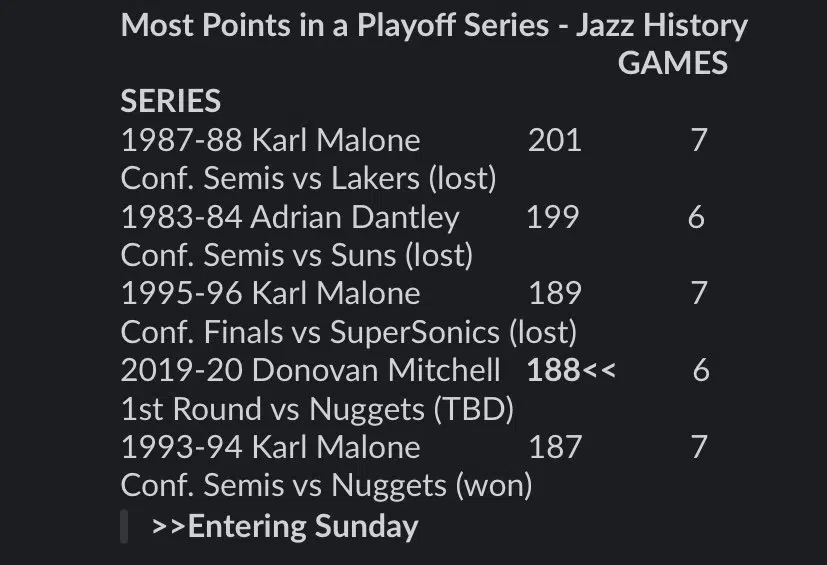 Most Points in a Playoff Series - Jazz History
GAMES
SERIES
1987-88 Karl Malone 201 7
Conf. Semis vs Lakers (lost)
1983-84 Adrian Dantley 199 6
Conf. Semis vs Suns (lost)
1995-96 Karl Malone 189 7
Conf. Finals vs SuperSonics (lost)
2019-20 Donovan Mitchell 188<< 6
1st Round vs Nuggets (TBD)
1993-94 Karl Malone 187 7
Conf. Semis vs Nuggets (won)
>>Entering Sunday